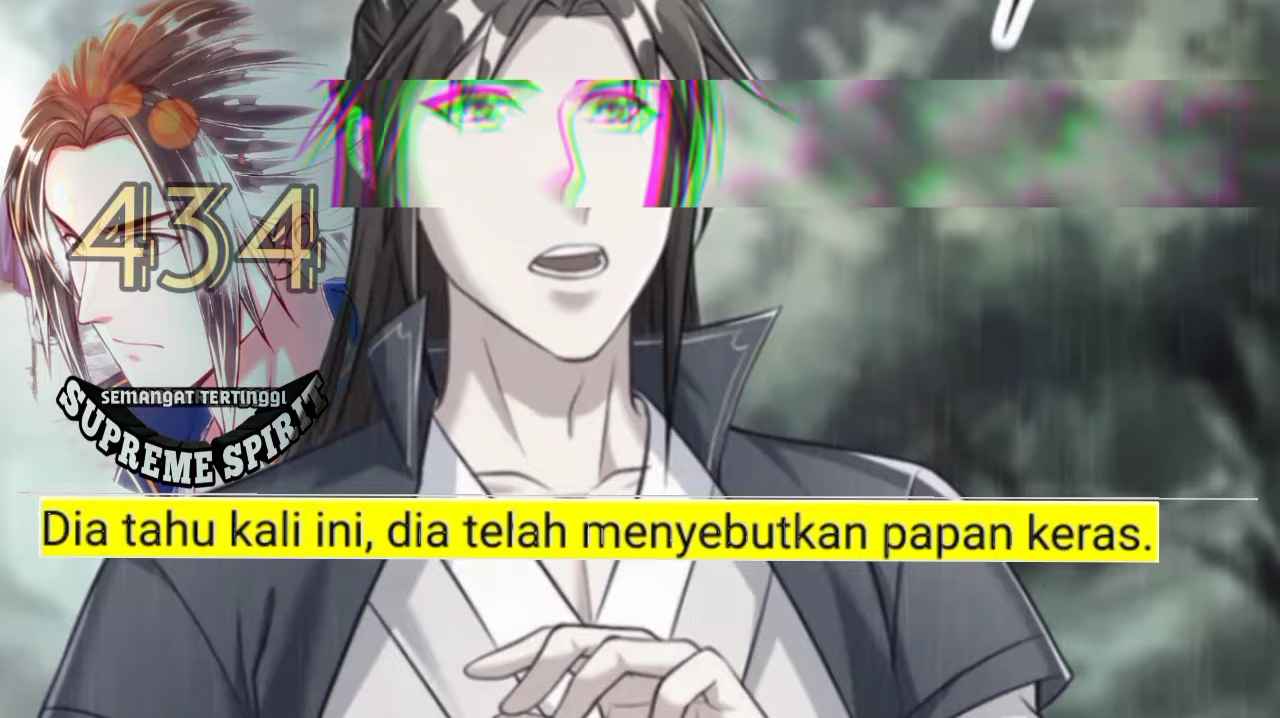 434
SEMANGAT TERTINGGI
SUPREME SPIRIT
Dia tahu kali ini, dia telah menyebutkan papan keras.